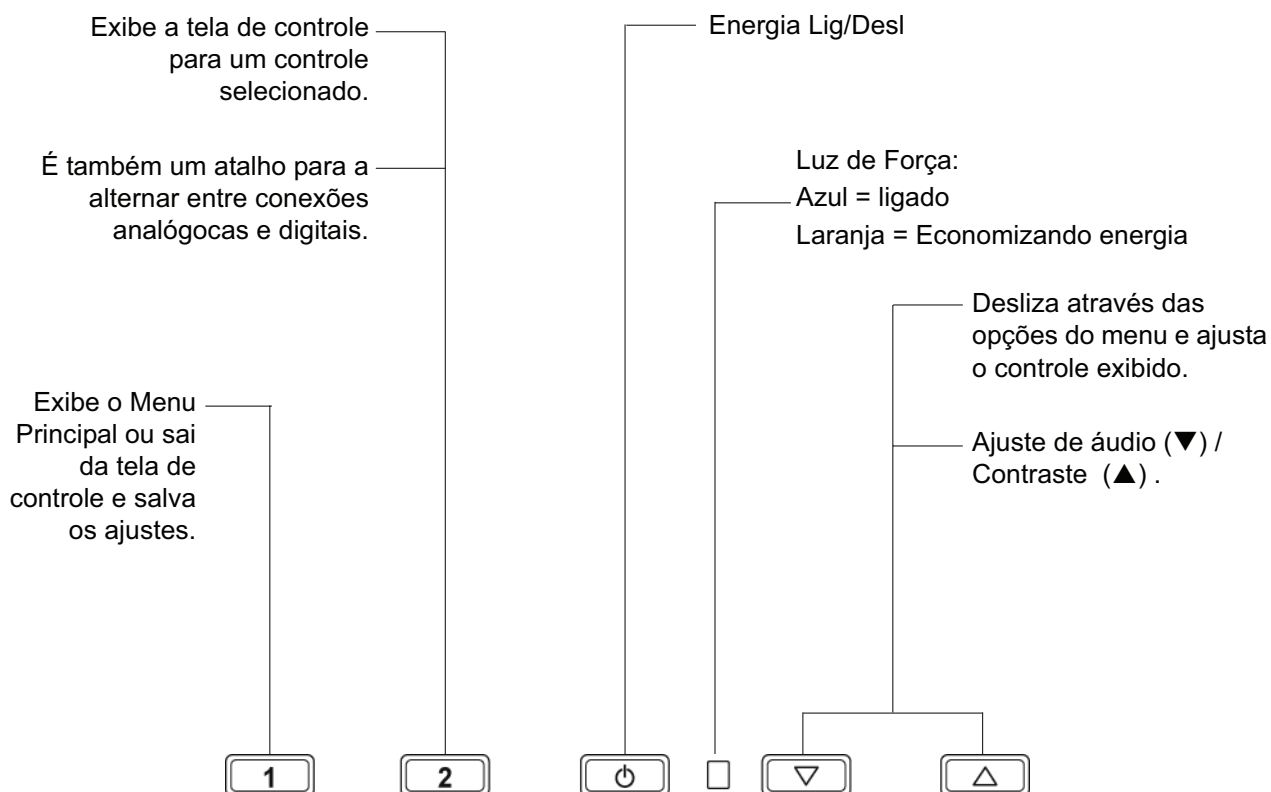 Exibe a tela de controle
para um controle
selecionado.
É também um atalho para a
alternar entre conexões
analógocas e digitais.
Exibe o Menu
Principal ou sai
da tela de
controle e salva
os ajustes.
Energia Lig/Desl
Luz de Força:
Azul = ligado
Laranja = Economizando energia
Desliza através das
opções do menu e ajusta
o controle exibido.
Ajuste de áudio (▼) /
Contraste (▲) .
1
2